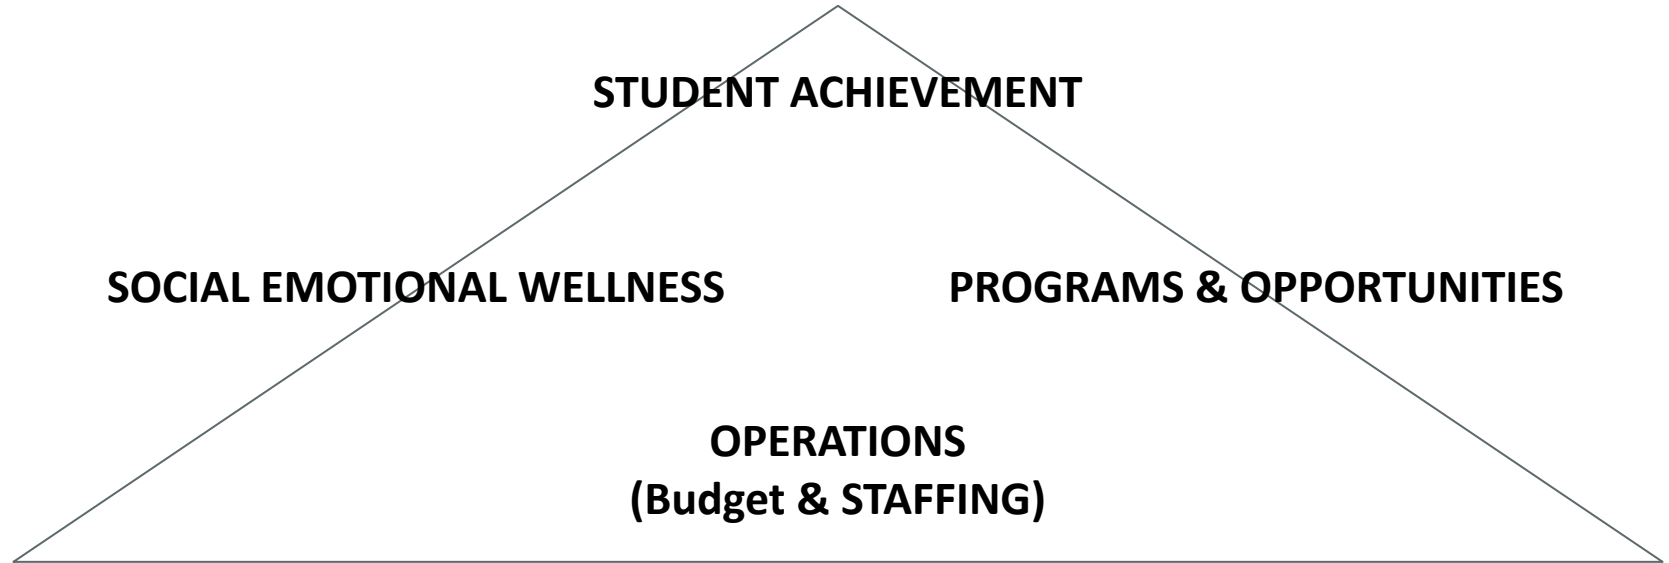 STUDENT ACHIEVEMENT
SOCIAL EMOTIONAL WELLNESS
PROGRAMS & OPPORTUNITIES
OPERATIONS
(Budget & STAFFING)